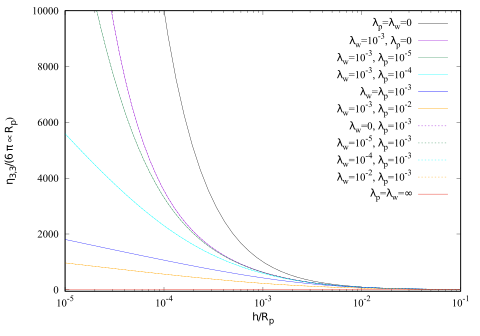 10000
8000
6000
4000
2000
0
η3,3/(6 π ∝ Rp)
10-5
10-4
10-3
10-2
10-1
h/Rp
λp=λw=0
λw=10-3, λp=0
λw=10-3, λp=10-5
λw=10-3, λp=10-4
λw=λp=10-3
λw=10-3, λp=10-2
λw=0, λp=10-3
λw=10-5, λp=10-3
λw=10-4, λp=10-3
λw=10-2, λp=10-3
λp=λw=∞